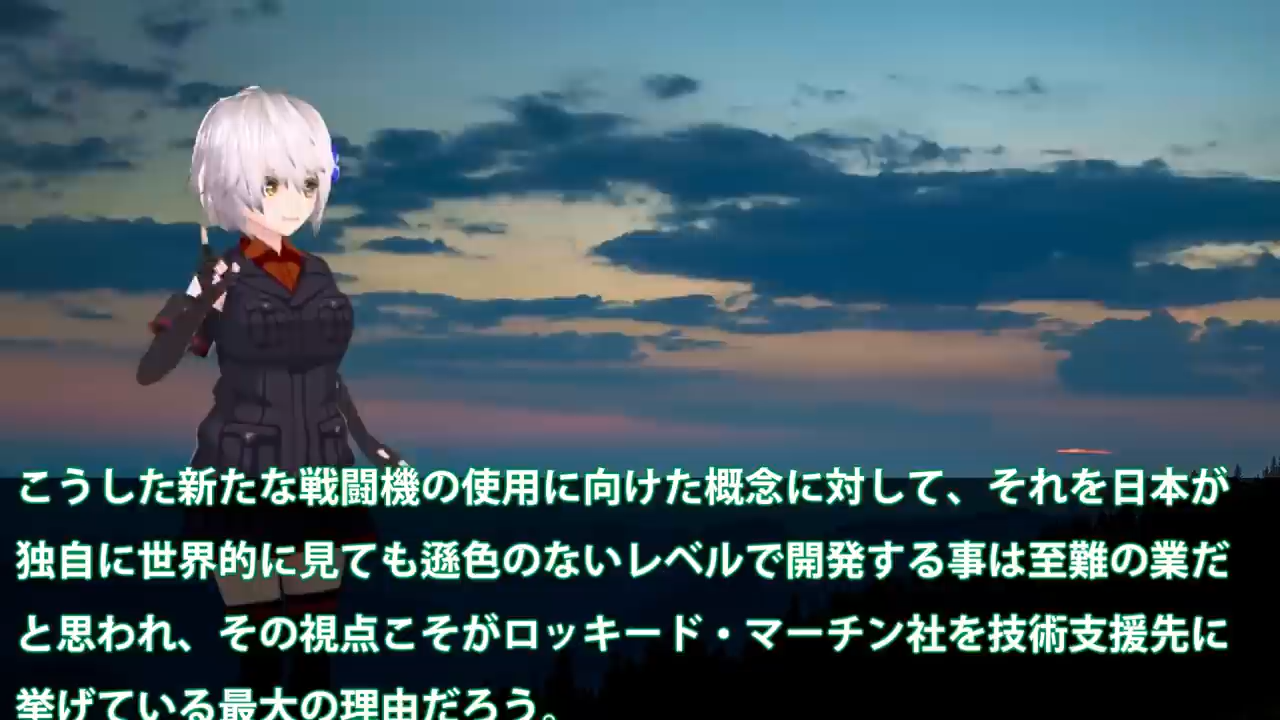 こうした新たな戦闘機の使用に向けた概念に対して、それを日本が
独自に世界的に見ても遜色のないレベルで開発する事は至難の業だ
と思われ、その視点こそがロッキード・マーチン社を技術支援先に
挙げている最大の理由だろう。